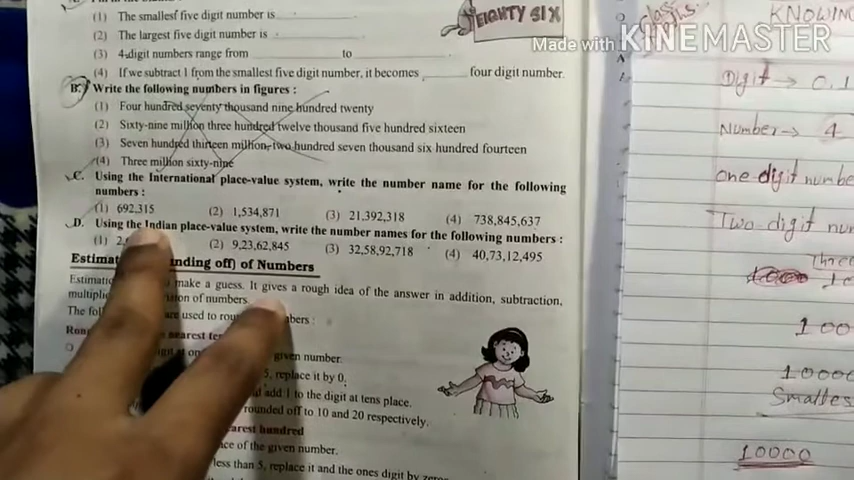 (1) The smallest five digit number is
(2) The largest five digit number is
(3) 4-digit numbers range from to
(4) If we subtract 1 from the smallest five digit number, it becomes four digit number.
EIGHTY SIX
Made with KINEMASTER
B. Write the following numbers in figures :
(1) Four hundred seventy thousand nine hundred twenty
(2) Sixty-nine million three hundred twelve thousand five hundred sixteen
(3) Seven hundred thirteen million, two hundred seven thousand six hundred fourteen
(4) Three million sixty-nine
C. Using the International place-value system, write the number name for the following
numbers :
(1) 692,315 (2) 1,534,871 (3) 21,392,318 (4) 738,845,637
D. Using the Indian place-value system, write the number names for the following numbers :
(1) 2, (2) 9,23,62,845 (3) 32,58,92,718 (4) 40,73,12,495
nding off) of Numbers
make a guess. It gives a rough idea of the answer in addition, subtraction,
of numbers.
are used to
nearest
given number.
5, replace it by 0.
add 1 to the digit at tens place.
rounded off to 10 and 20 respectively.
nearest hundred
of the given number.
less than 5, replace it and the ones digit by
KNOWING
Digit → 0,1
Number → 4
one digit numbe
Two digit
Three
100
10000
Smalles
10000